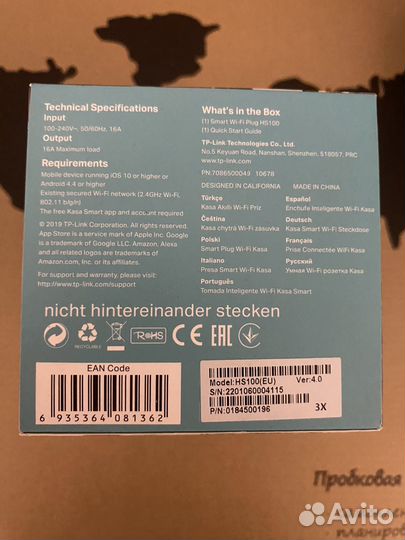 Technical Specifications
Input
100-240V~, 50/60Hz, 16A
Output
16A Maximum load
Requirements
Mobile device running iOS 10 or higher or
Android 4.4 or higher
Existing secured Wi-Fi network (2.4GHz Wi-Fi,
802.11 b/g/n)
The free Kasa Smart app and account required
© 2019 TP-Link Corporation. All rights reserved.
App Store is a service mark of Apple Inc. Google
is a trademark of Google LLC. Amazon, Alexa
and all related logos are trademarks of
Amazon.com, Inc. or its affiliates.
For support and warranty, please visit
http://www.tp-link.com/support
What's in the Box
(1) Smart Wi-Fi Plug HS100
(1) Quick Start Guide
TP-Link Technologies Co., Ltd.
No.5 Keyuan Road, Nanshan, Shenzhen, 518057, PRC
www.tp-link.com
PN:7086500049 10678
DESIGNED IN CALIFORNIA MADE IN CHINA
Türkçe
Kasa Akıllı Wi-Fi Priz
Čeština
Kasa chytrá Wi-Fi zásuvka
Polski
Smart Plug Wi-Fi Kasa
Italiano
Presa Smart Wi-Fi Kasa
Português
Tomada Inteligente Wi-Fi Kasa Smart
Español
Enchufe Inteligente Wi-Fi Kasa
Deutsch
Kasa Smart Wi-Fi Steckdose
Français
Prise Connectée WiFi Kasa
Русский
Умная Wi-Fi розетка Kasa
nicht hintereinander stecken
RECYCLABLE
RoHS
CE
EAC
EAN Code
6 935364 081362
Model:HS100(EU) Ver:4.0
S/N:2201060004115
P/N:0184500196 3X
Пробковая
планиров
Avito